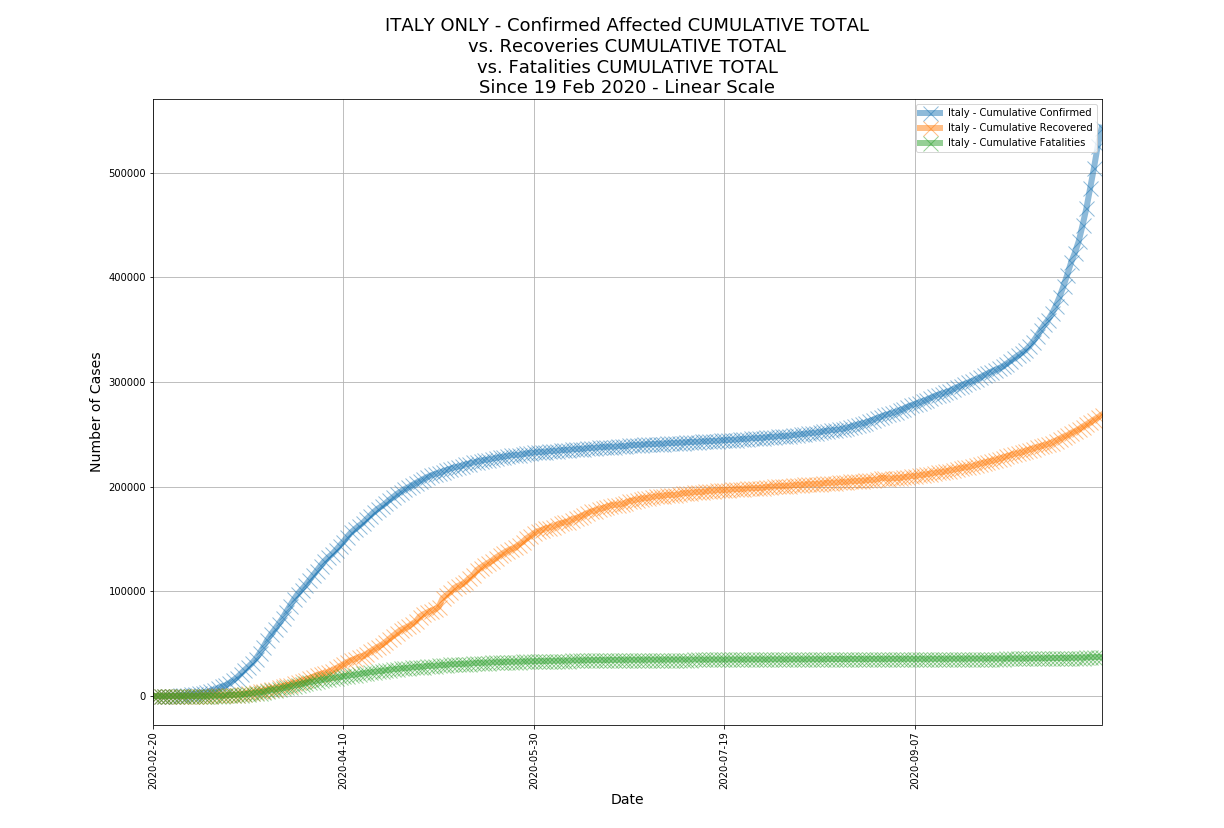 ITALY ONLY - Confirmed Affected CUMULATIVE TOTAL
vs. Recoveries CUMULATIVE TOTAL
vs. Fatalities CUMULATIVE TOTAL
Since 19 Feb 2020 - Linear Scale
Italy - Cumulative Confirmed
Italy - Cumulative Recovered
Italy - Cumulative Fatalities
Number of Cases
500000
400000
300000
200000
100000
0
2020-02-20
2020-04-10
2020-05-30
2020-07-19
2020-09-07
Date